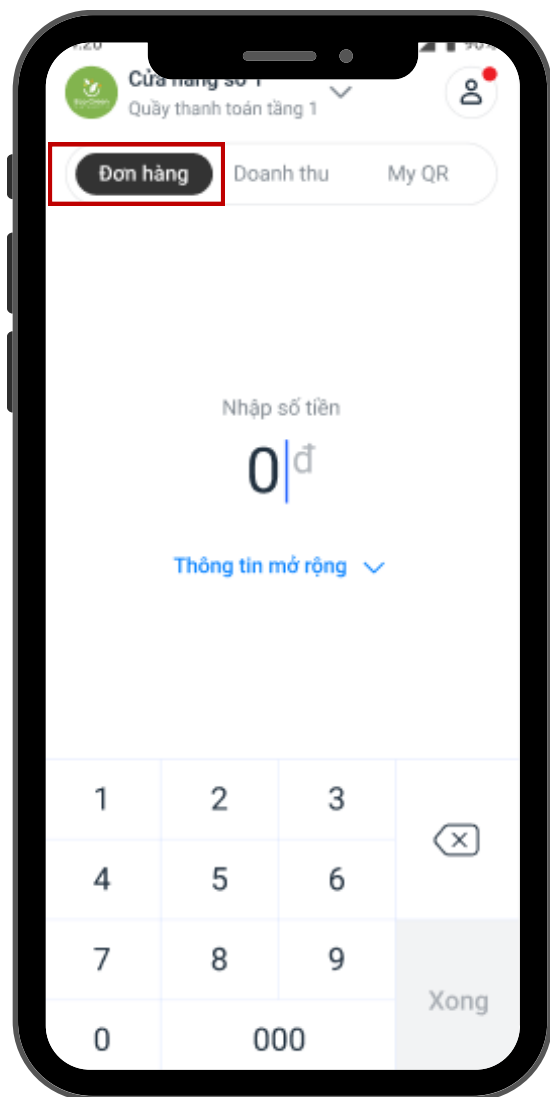 Cửa hàng số 1
Quầy thanh toán tầng 1
Đơn hàng
Doanh thu
My QR
Nhập số tiền
0 đ
Thông tin mở rộng
1 2 3
4 5 6
7 8 9
Xong
0 000